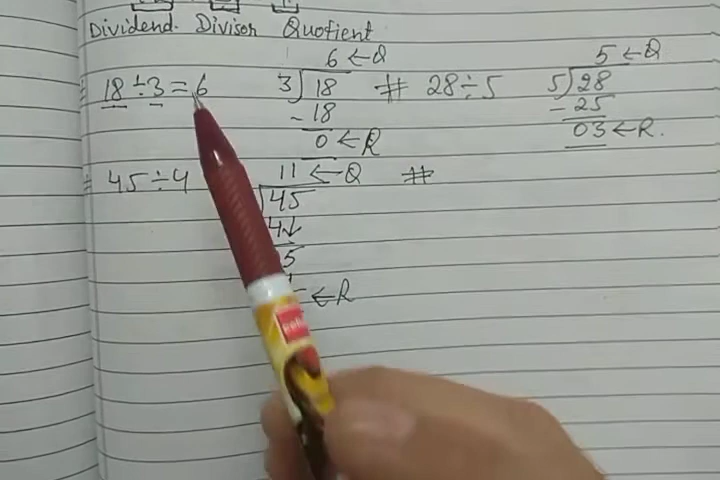 Dividend. Divisor Quotient
6 ← Q
18 ÷ 3 = 6
3)18
- 18
0 ← R
# 28 ÷ 5
5 ← Q
5)28
- 25
03 ← R.
45 ÷ 4
11 ← Q
45
4↓
5
← R
#